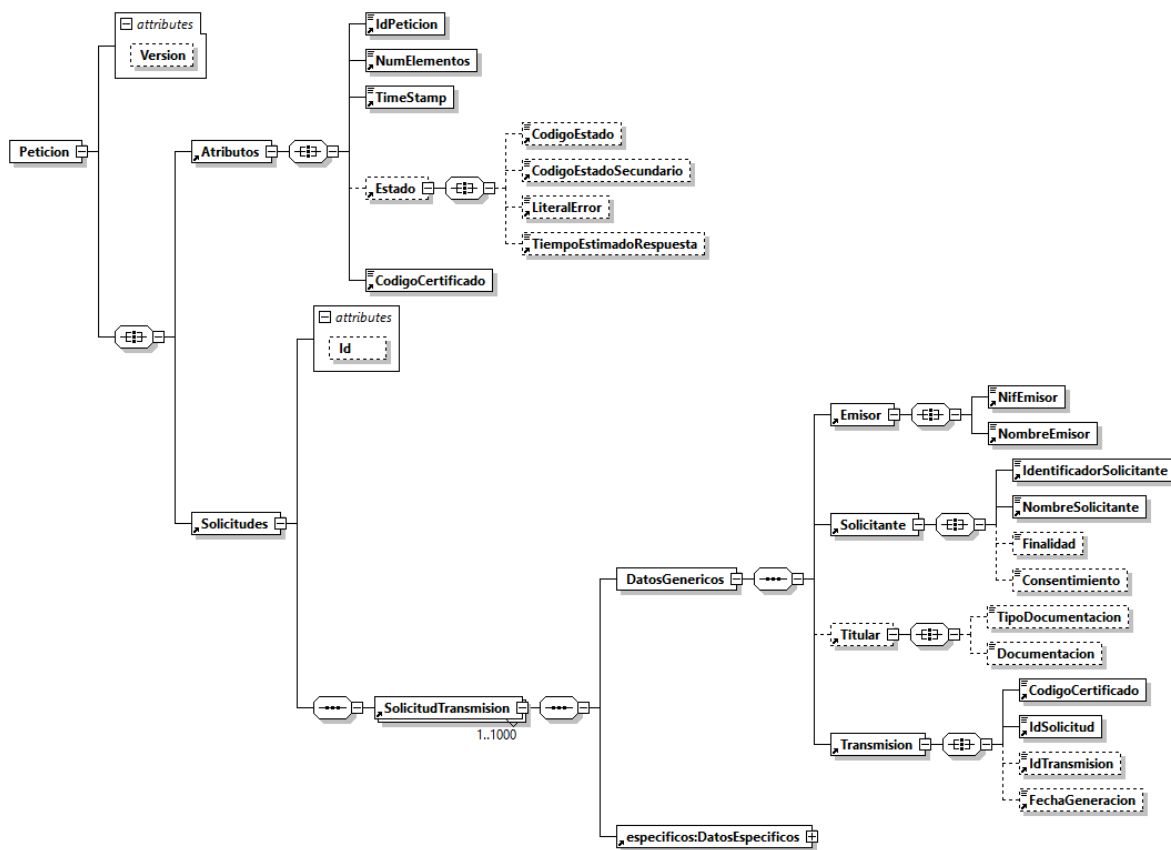 attributes
Version
Peticion
Atributos
IdPeticion
NumElementos
TimeStamp
Estado
CodigoEstado
CodigoEstadoSecundario
LiteralError
TiempoEstimadoRespuesta
CodigoCertificado
Solicitudes
attributes
Id
SolicitudTransmision
1..1000
DatosGenericos
Emisor
NifEmisor
NombreEmisor
Solicitante
IdentificadorSolicitante
NombreSolicitante
Finalidad
Consentimiento
Titular
TipoDocumentacion
Documentacion
Transmision
CodigoCertificado
IdSolicitud
IdTransmision
FechaGeneracion
especificos:DatosEspecificos